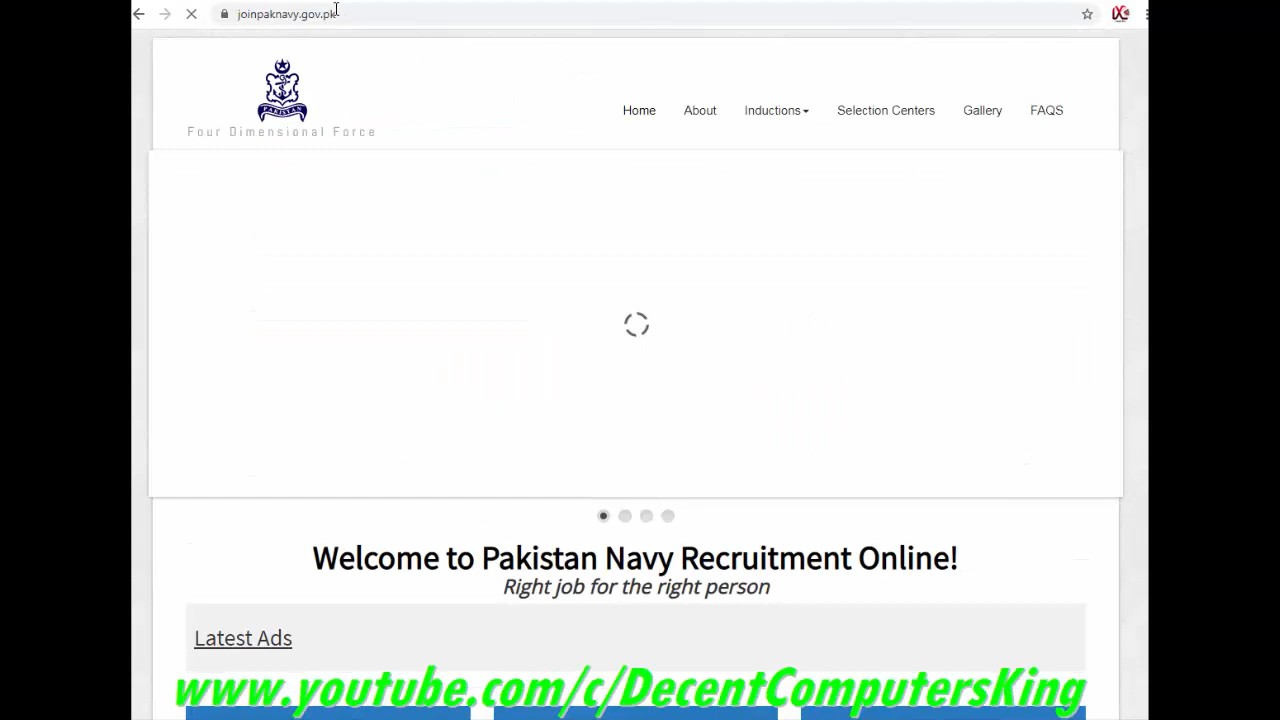 joinpaknavy.gov.pk
PAKISTAN
Four Dimensional Force
Home About Inductions Selection Centers Gallery FAQS
Welcome to Pakistan Navy Recruitment Online!
Right job for the right person
Latest Ads
www.youtube.com/c/DecentComputersKing